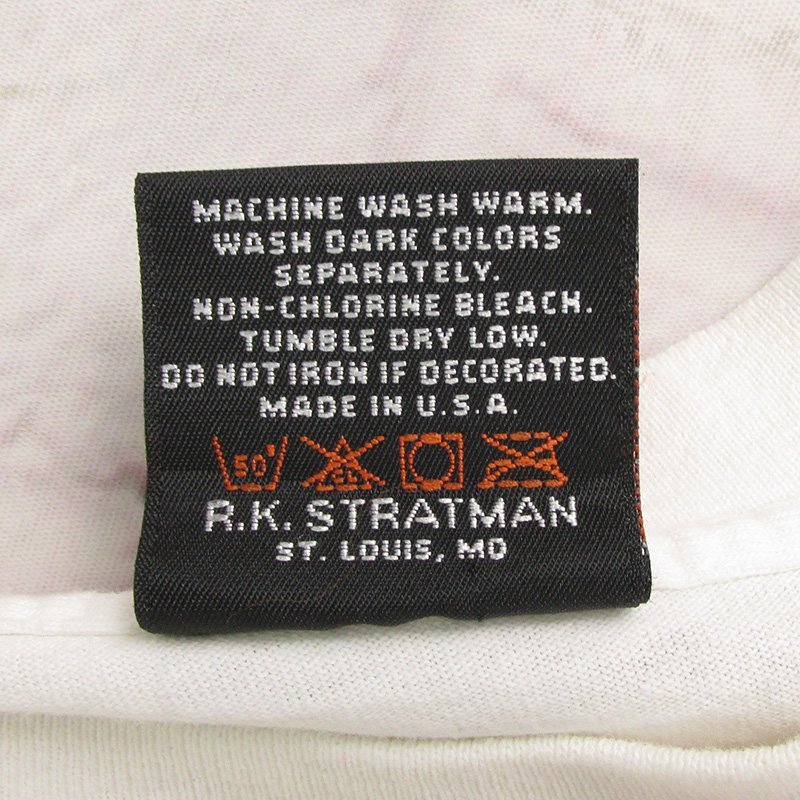 MACHINE WASH WARM.
WASH DARK COLORS
SEPARATELY.
NON-CHLORINE BLEACH.
TUMBLE DRY LOW.
DO NOT IRON IF DECORATED.
MADE IN U.S.A.
50° CL
R.K. STRATMAN
ST. LOUIS, MO